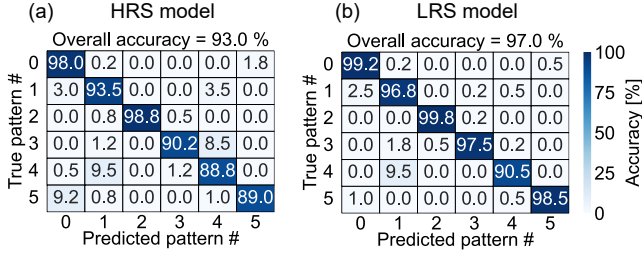 (a) HRS model
Overall accuracy = 93.0 %
True pattern #
0 98.0 0.2 0.0 0.0 0.0 1.8
1 3.0 93.5 0.0 0.0 3.5 0.0
2 0.0 0.8 98.8 0.5 0.0 0.0
3 0.0 1.2 0.0 90.2 8.5 0.0
4 0.5 9.5 0.0 1.2 88.8 0.0
5 9.2 0.8 0.0 0.0 1.0 89.0
0 1 2 3 4 5
Predicted pattern #
(b) LRS model
Overall accuracy = 97.0 %
True pattern #
0 99.2 0.2 0.0 0.0 0.0 0.5
1 2.5 96.8 0.0 0.2 0.5 0.0
2 0.0 0.0 99.8 0.2 0.0 0.0
3 0.0 1.8 0.5 97.5 0.2 0.0
4 0.0 9.5 0.0 0.0 90.5 0.0
5 1.0 0.0 0.0 0.0 0.5 98.5
0 1 2 3 4 5
Predicted pattern #
100
75
50
25
0
Accuracy [%]